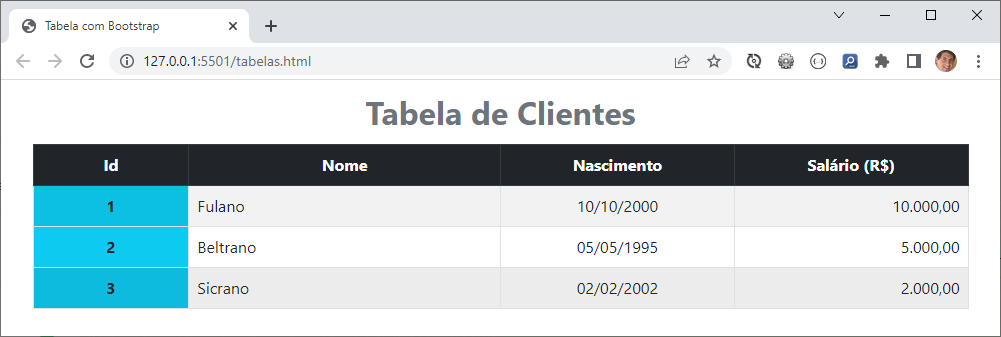 Tabela com Bootstrap
127.0.0.1:5501/tabelas.html
Tabela de Clientes
Id Nome Nascimento Salário (R$)
1 Fulano 10/10/2000 10.000,00
2 Beltrano 05/05/1995 5.000,00
3 Sicrano 02/02/2002 2.000,00